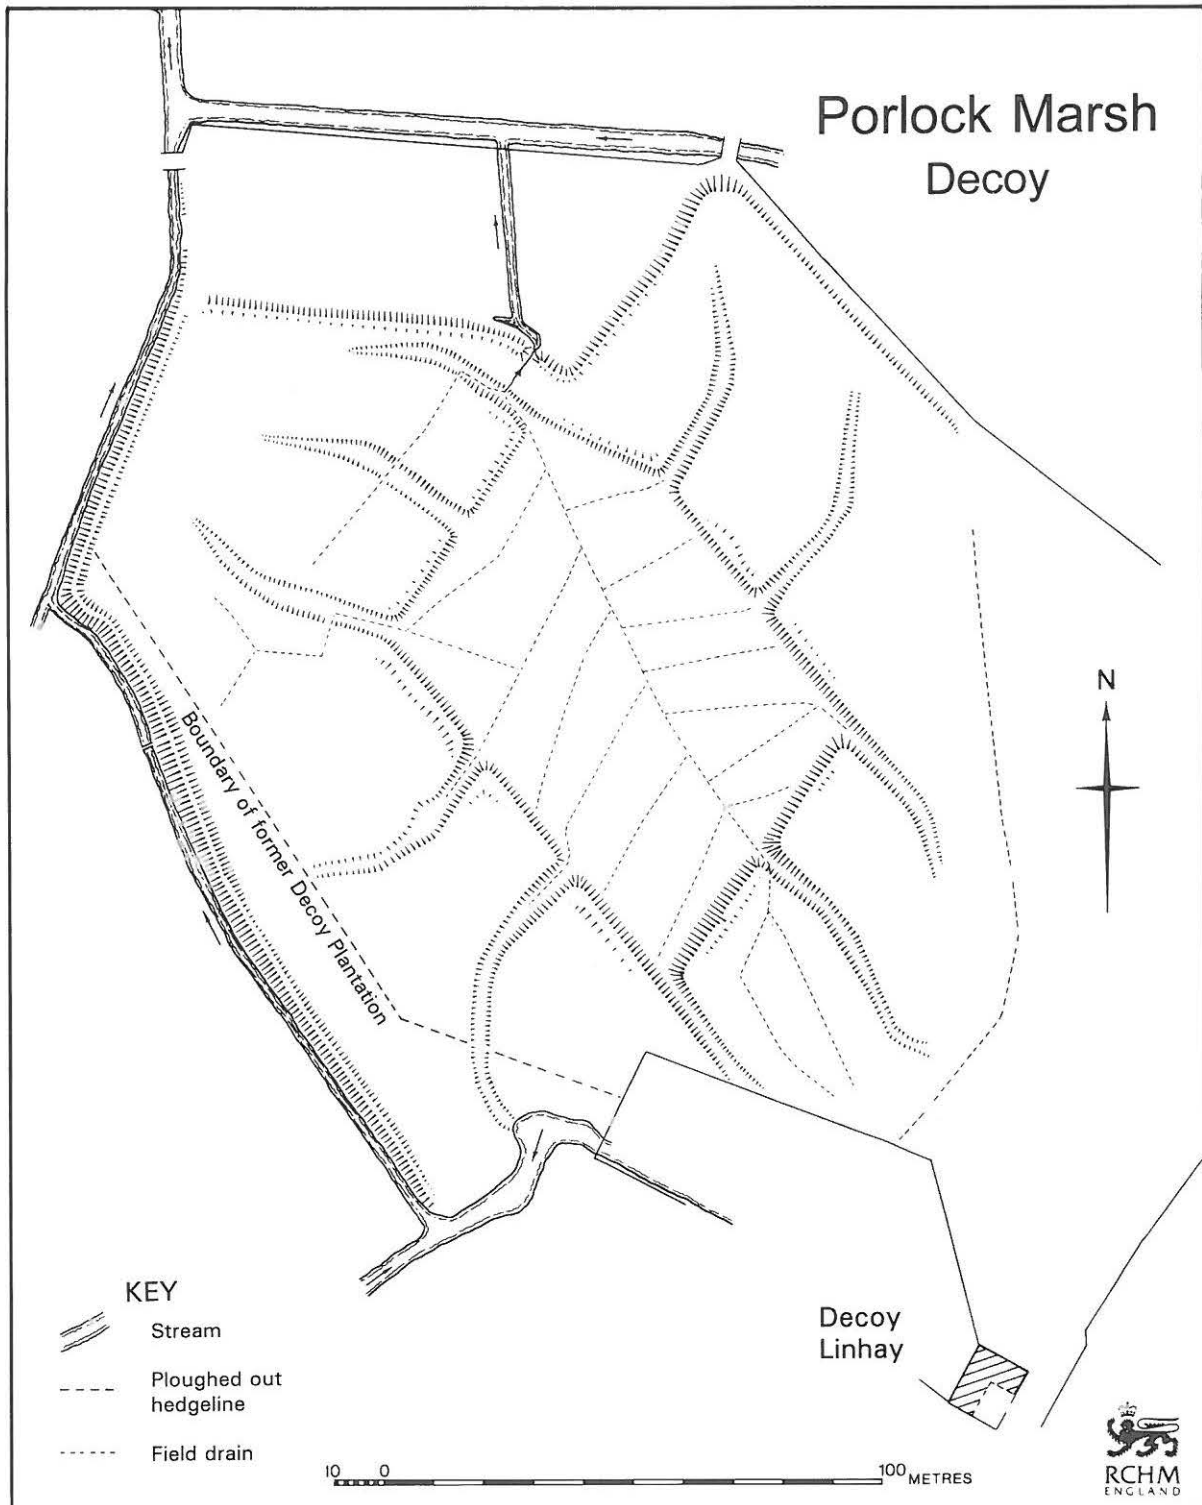 Porlock Marsh
Decoy
Boundary of former Decoy Plantation
N
KEY
Stream
Ploughed out
hedgeline
Field drain
Decoy
Linhay
10 0 100 METRES
RCHM
ENGLAND